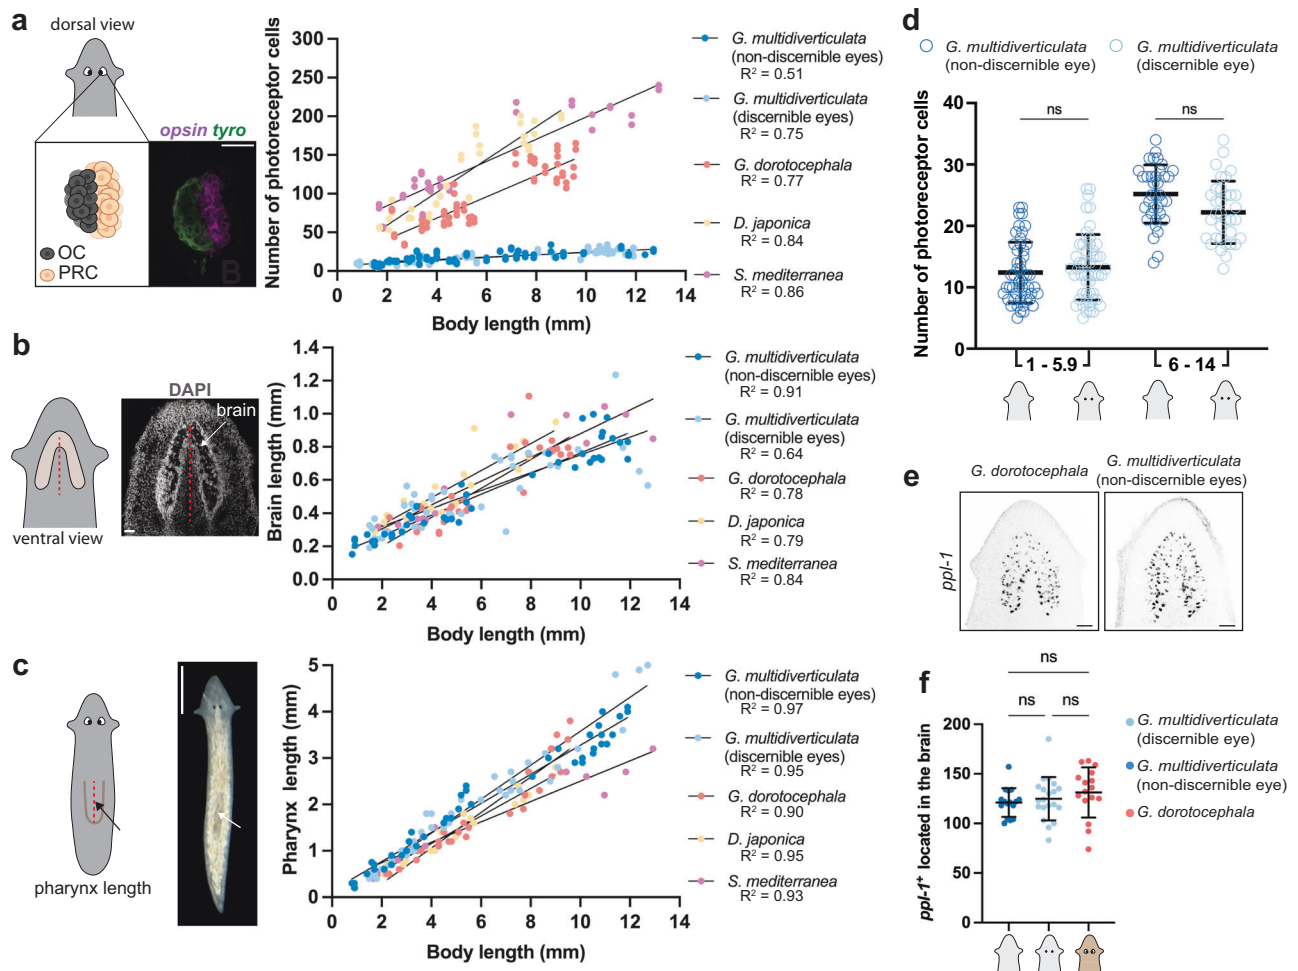 a
dorsal view
opsin tyro
OC
PRC
B
Number of photoreceptor cells
300
250
200
150
100
50
0
0 2 4 6 8 10 12 14
Body length (mm)
G. multidiverticulata
(non-discernible eyes)
R² = 0.51
G. multidiverticulata
(discernible eyes)
R² = 0.75
G. dorotocephala
R² = 0.77
D. japonica
R² = 0.84
S. mediterranea
R² = 0.86
b
DAPI
brain
ventral view
Brain length (mm)
1.4
1.2
1.0
0.8
0.6
0.4
0.2
0.0
0 2 4 6 8 10 12 14
Body length (mm)
G. multidiverticulata
(non-discernible eyes)
R² = 0.91
G. multidiverticulata
(discernible eyes)
R² = 0.64
G. dorotocephala
R² = 0.78
D. japonica
R² = 0.79
S. mediterranea
R² = 0.84
c
pharynx length
Pharynx length (mm)
5
4
3
2
1
0
0 2 4 6 8 10 12 14
Body length (mm)
G. multidiverticulata
(non-discernible eyes)
R² = 0.97
G. multidiverticulata
(discernible eyes)
R² = 0.95
G. dorotocephala
R² = 0.90
D. japonica
R² = 0.95
S. mediterranea
R² = 0.93
d
G. multidiverticulata
(non-discernible eye)
G. multidiverticulata
(discernible eye)
Number of photoreceptor cells
40
30
20
10
0
ns
ns
1 - 5.9
6 - 14
e
G. dorotocephala
G. multidiverticulata
(non-discernible eyes)
ppl-1
f
ns
ns
ns
ppl-1⁺ located in the brain
200
150
100
50
0
G. multidiverticulata
(discernible eye)
G. multidiverticulata
(non-discernible eye)
G. dorotocephala